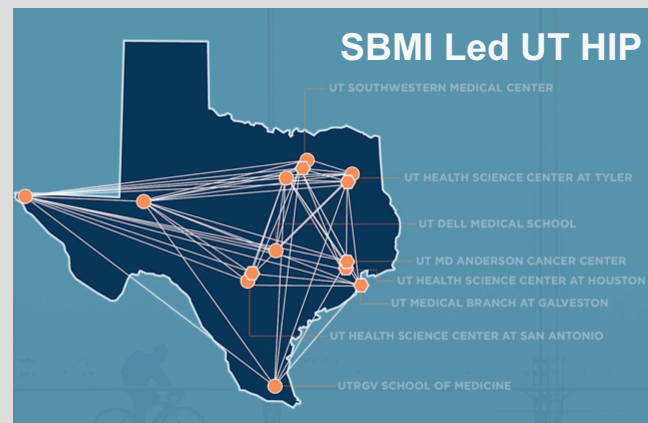 SBMI Led UT HIP
UT SOUTHWESTERN MEDICAL CENTER
UT HEALTH SCIENCE CENTER AT TYLER
UT DELL MEDICAL SCHOOL
UT MD ANDERSON CANCER CENTER
UT HEALTH SCIENCE CENTER AT HOUSTON
UT MEDICAL BRANCH AT GALVESTON
UT HEALTH SCIENCE CENTER AT SAN ANTONIO
UTRGV SCHOOL OF MEDICINE